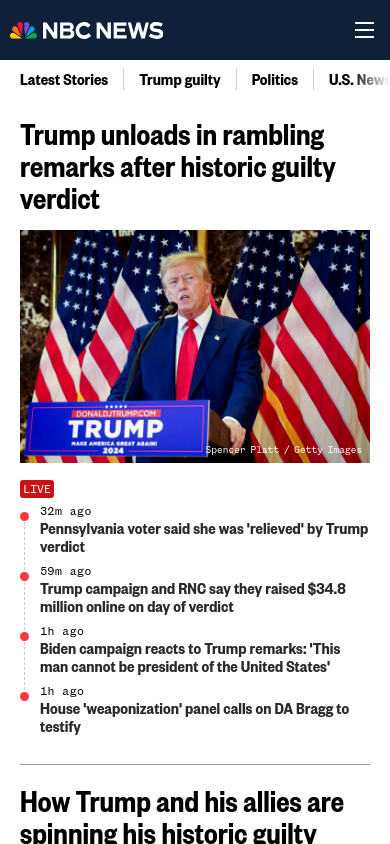 NBC NEWS
Latest Stories
Trump guilty
Politics
U.S. News
Trump unloads in rambling
remarks after historic guilty
verdict
DONALDJTRUMP.COM
TRUMP
MAKE AMERICA GREAT AGAIN!
2024
Spencer Platt / Getty Images
LIVE
32m ago
Pennsylvania voter said she was 'relieved' by Trump
verdict
59m ago
Trump campaign and RNC say they raised $34.8
million online on day of verdict
1h ago
Biden campaign reacts to Trump remarks: 'This
man cannot be president of the United States'
1h ago
House 'weaponization' panel calls on DA Bragg to
testify
How Trump and his allies are
spinning his historic guilty